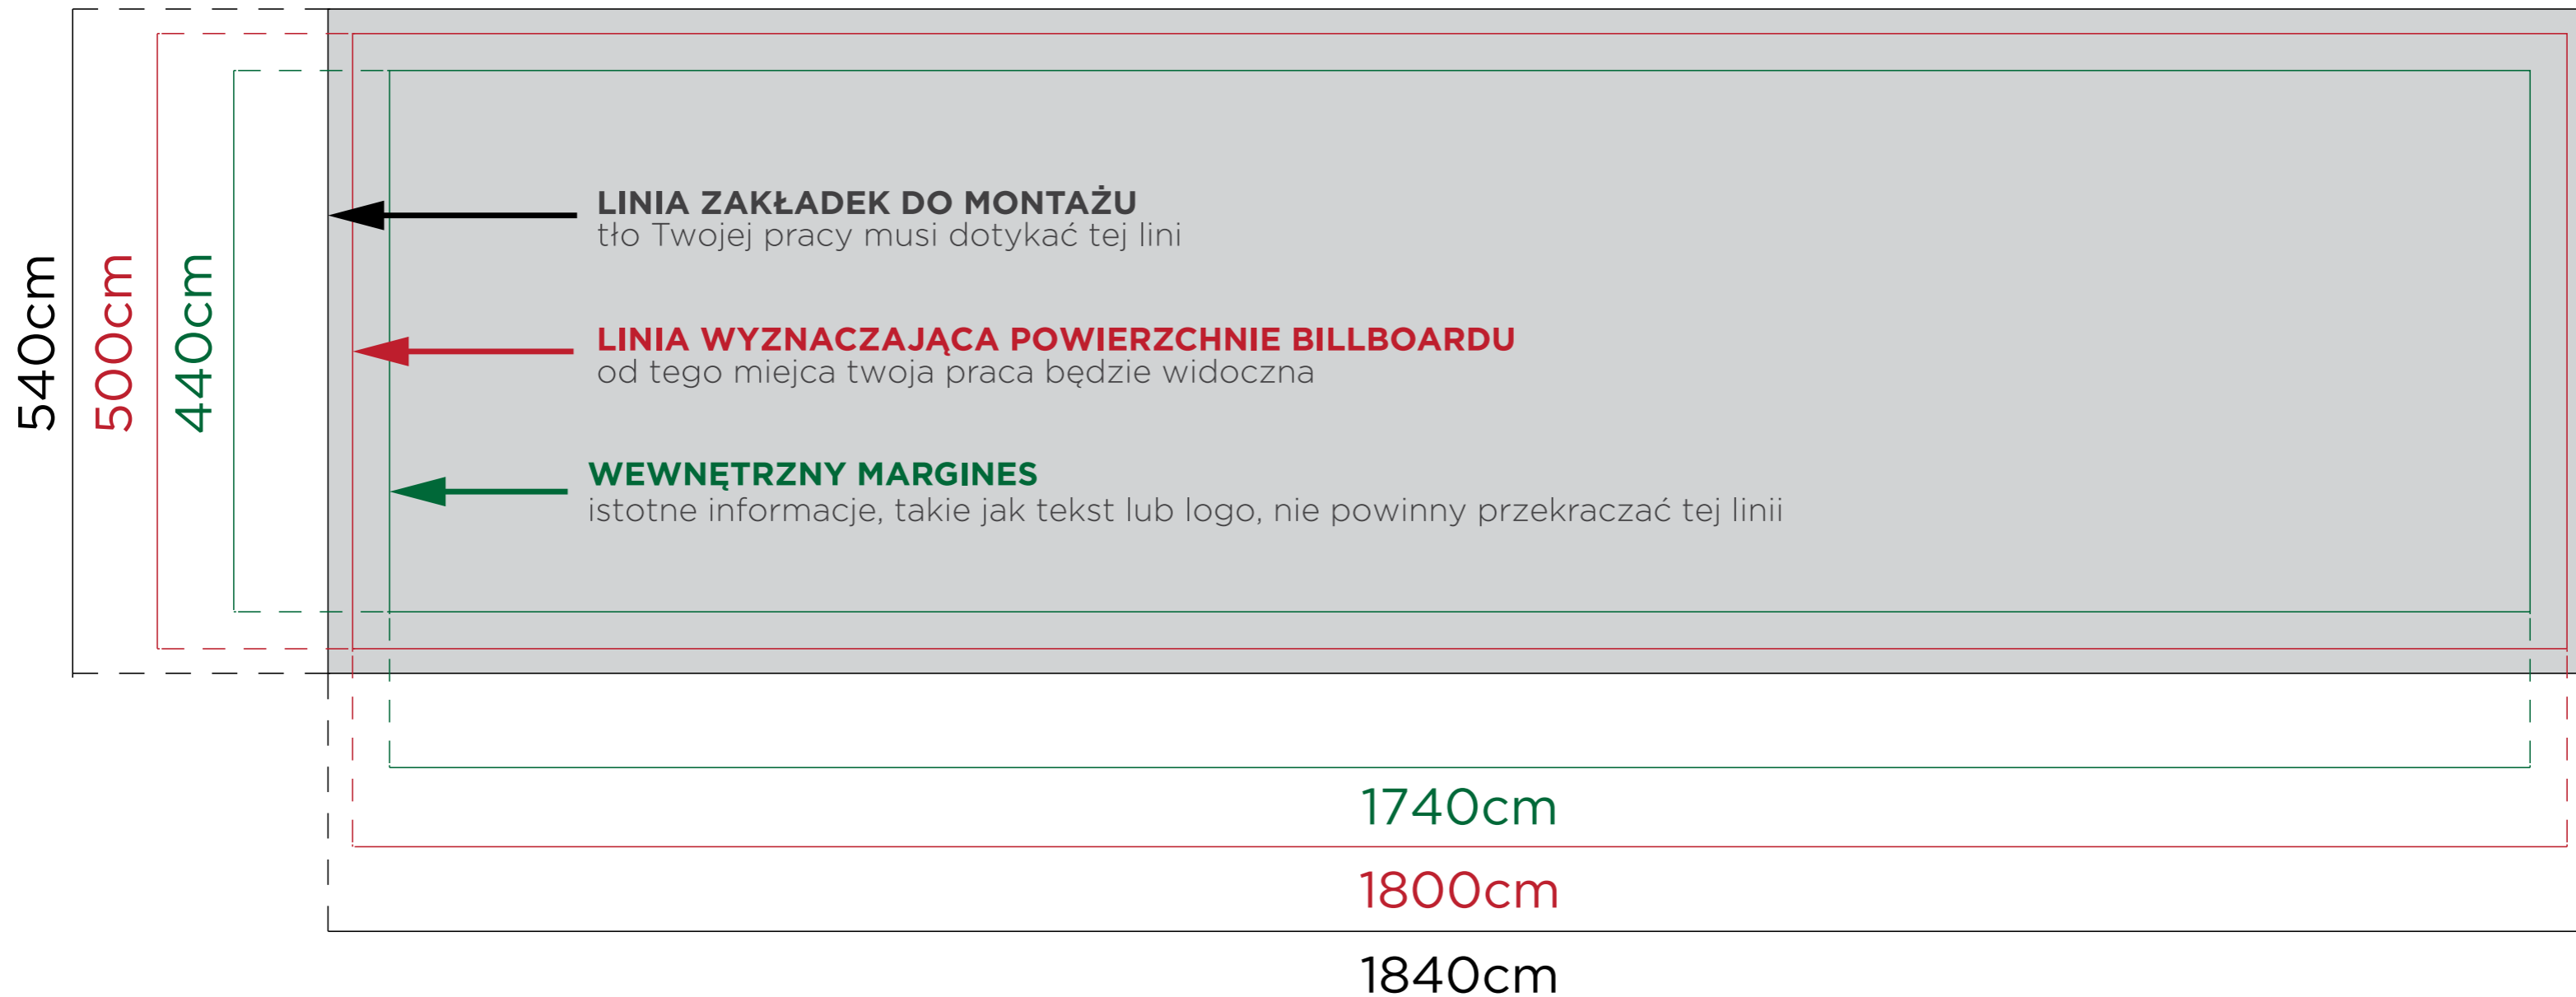 540cm
500cm
440cm
LINIA ZAKŁADEK DO MONTAŻU
tło Twojej pracy musi dotykać tej lini
LINIA WYZNACZAJĄCA POWIERZCHNIE BILLBOARDU
od tego miejca twoja praca będzie widoczna
WEWNĘTRZNY MARGINES
istotne informacje, takie jak tekst lub logo, nie powinny przekraczać tej linii
1740cm
1800cm
1840cm